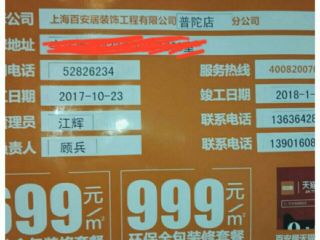 公司 上海百安居装饰工程有限公司普陀店 分公司
地址
电话 52826234 服务热线 400820076
工日期 2017-10-23 竣工日期 2018-1-
管理员 江辉 联系电话 13636428
负责人 顾兵 联系电话 13901608
699元/m² 999元/m²
环保全包装修套餐